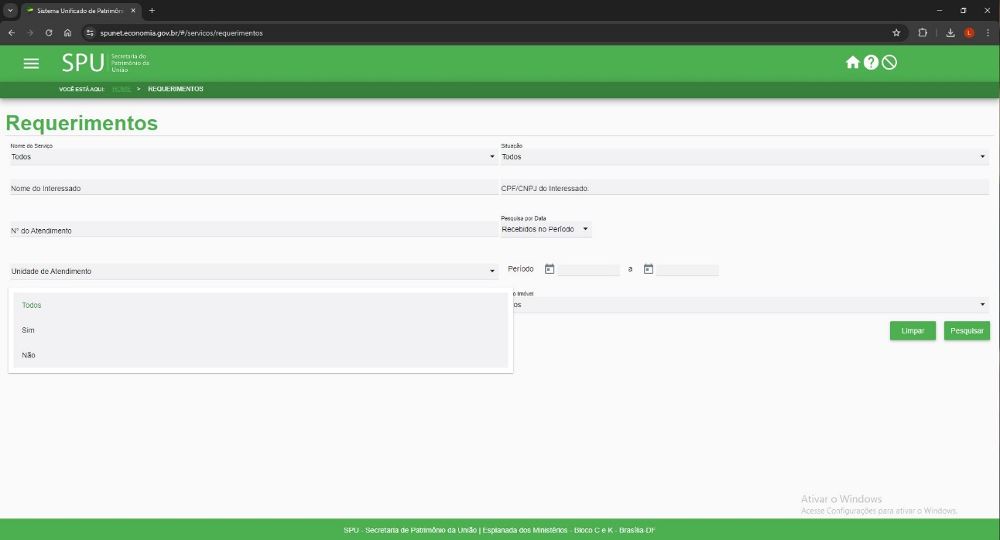 Sistema Unificado de Patrimôni
spunet.economia.gov.br/#/servicos/requerimentos
L
SPU
Secretaria do
Patrimônio da
União
VOCÊ ESTÁ AQUI: HOME > REQUERIMENTOS
Requerimentos
Nome do Serviço
Todos
Situação
Todos
Nome do Interessado
CPF/CNPJ do Interessado:
N° do Atendimento
Pesquisa por Data
Recebidos no Período
Unidade de Atendimento
Período
a
Todos
Sim
Não
o Imóvel
os
Limpar
Pesquisar
Ativar o Windows
Acesse Configurações para ativar o Windows.
SPU - Secretaria de Patrimônio da União | Esplanada dos Ministérios - Bloco C e K - Brasília-DF